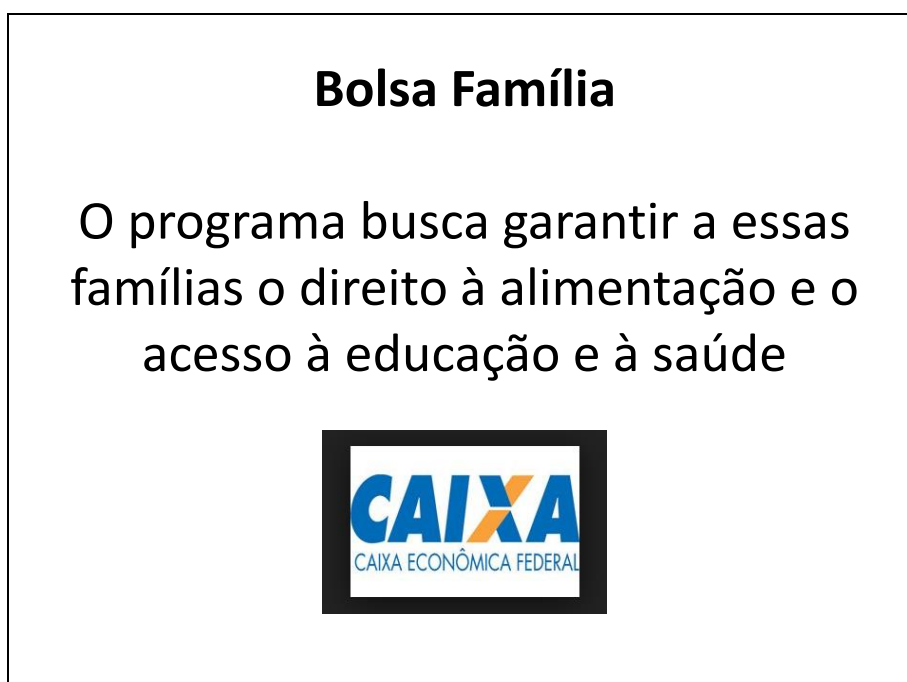 Bolsa Família
O programa busca garantir a essas
famílias o direito à alimentação e o
acesso à educação e à saúde
CAIXA
CAIXA ECONÔMICA FEDERAL